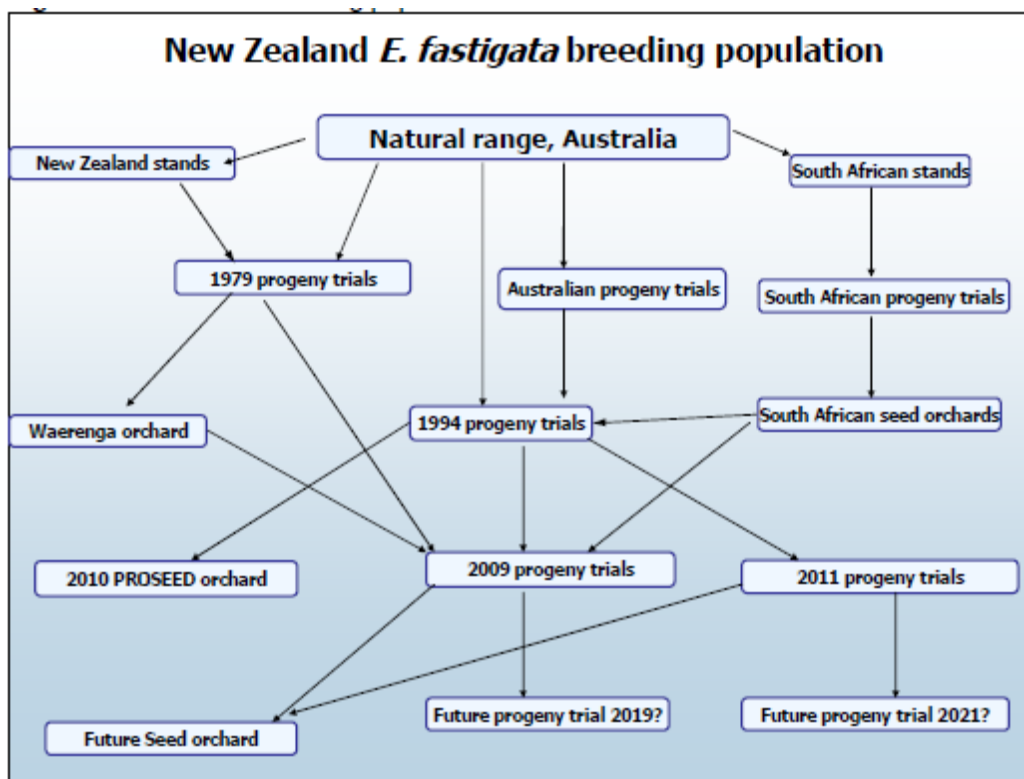 New Zealand E. fastigata breeding population
Natural range, Australia
New Zealand stands
South African stands
1979 progeny trials
Australian progeny trials
South African progeny trials
Waerenga orchard
1994 progeny trials
South African seed orchards
2010 PROSEED orchard
2009 progeny trials
2011 progeny trials
Future Seed orchard
Future progeny trial 2019?
Future progeny trial 2021?